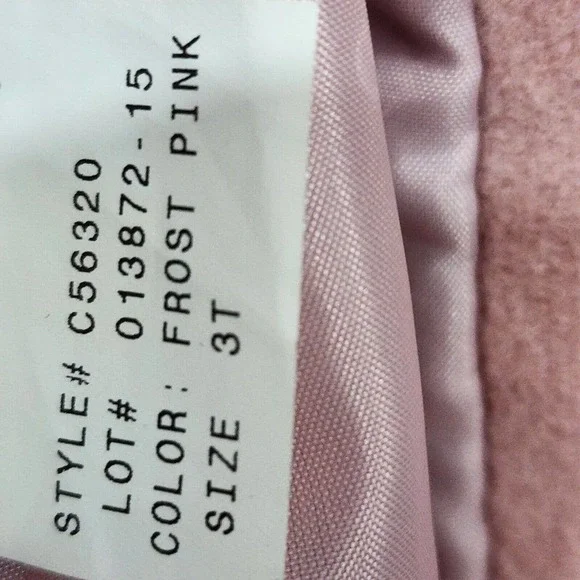 STYLE# C56320
LOT# 013872-15
COLOR: FROST PINK
SIZE 3T